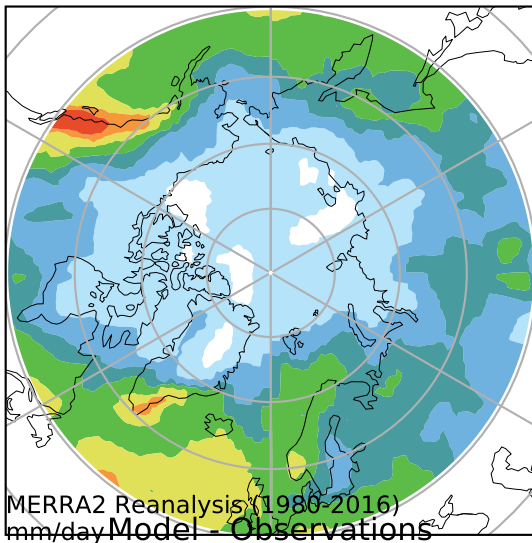 MERRA2 Reanalysis (1980-2016)
mm/day Model - Observations